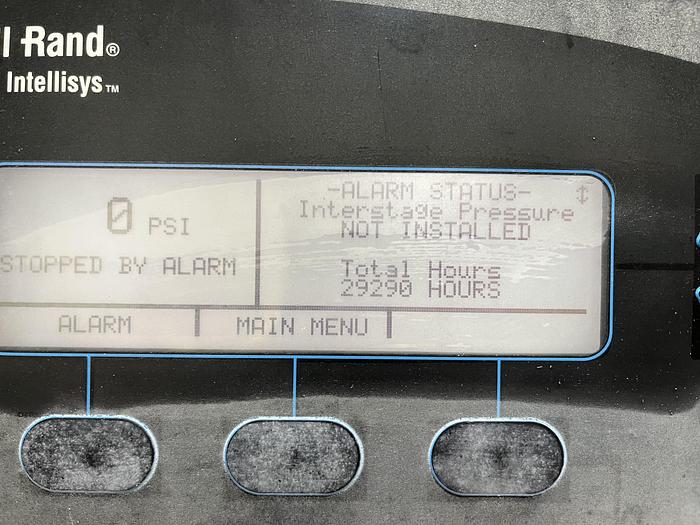 Rand®
Intellisys™
0 PSI
STOPPED BY ALARM
-ALARM STATUS-
Interstage Pressure
NOT INSTALLED
Total Hours
29290 HOURS
ALARM
MAIN MENU